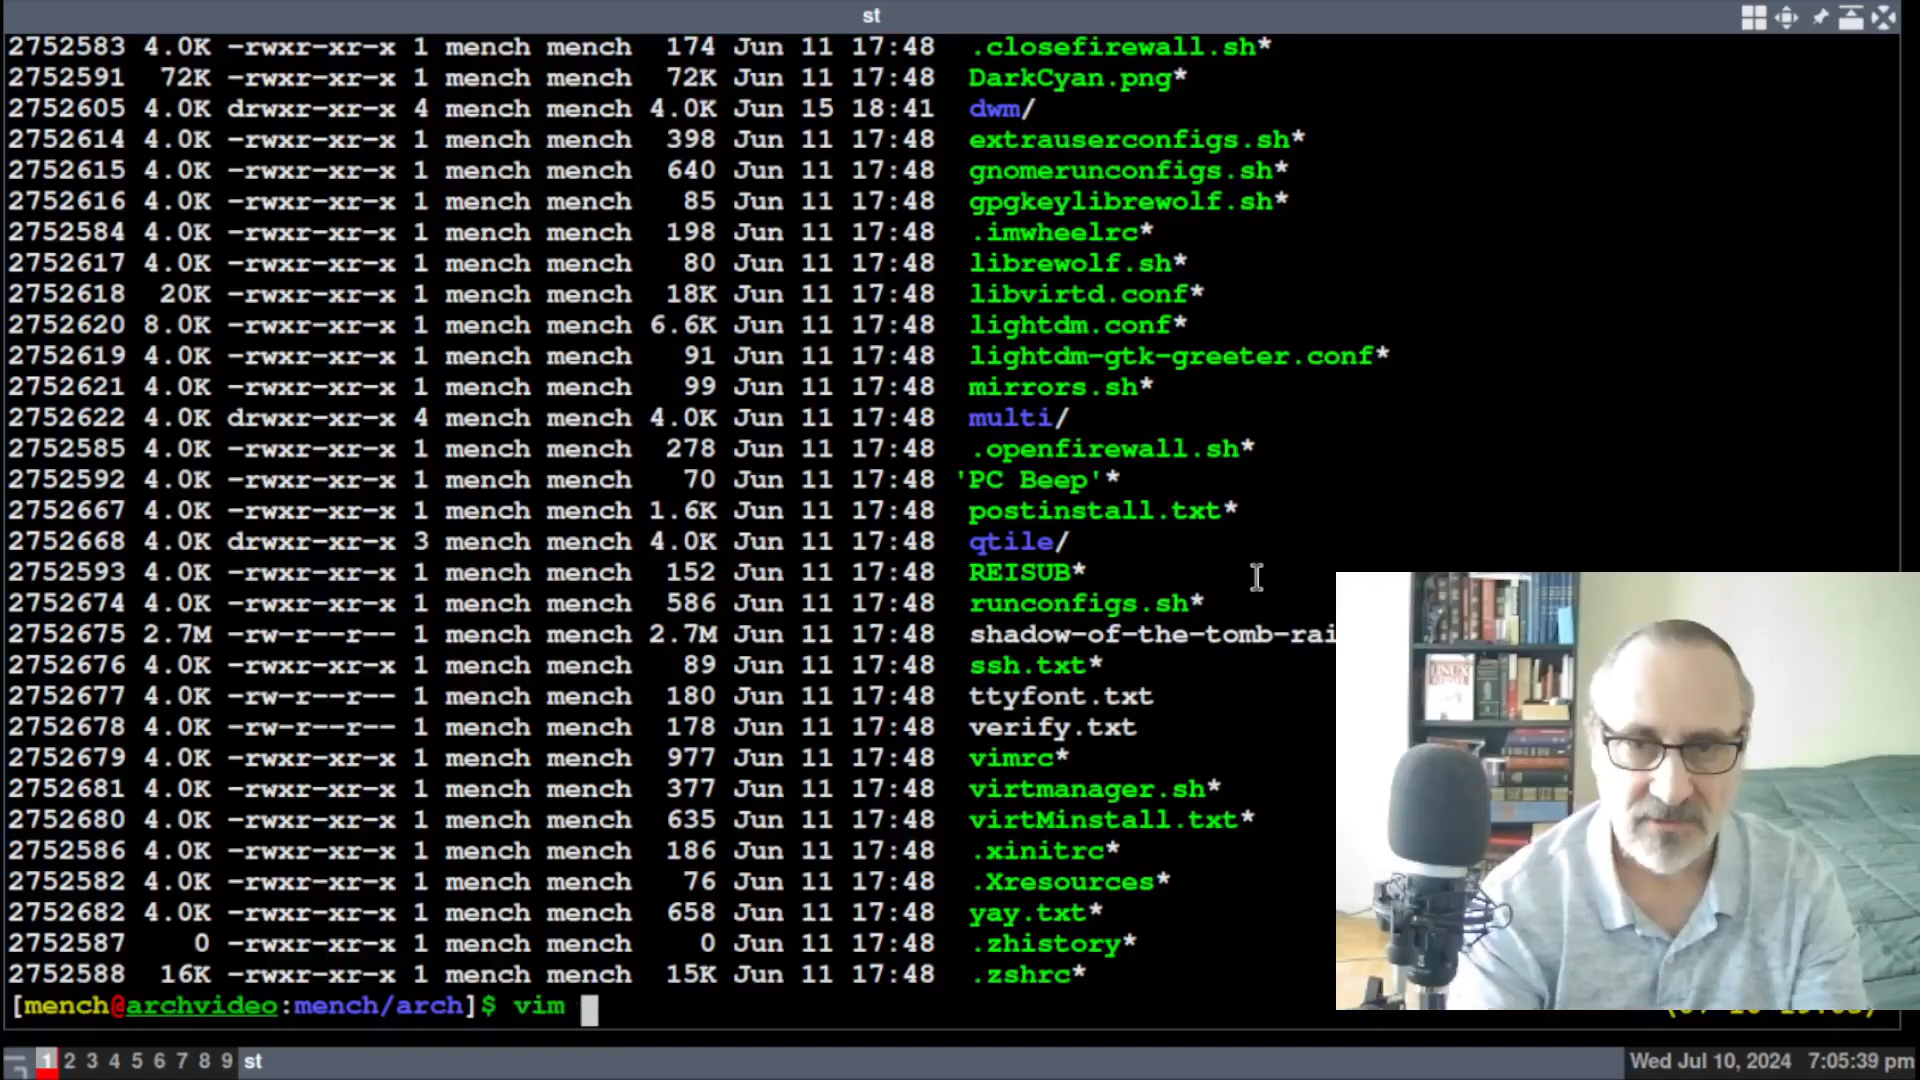 st
2752583 4.0K -rwxr-xr-x 1 mench mench 174 Jun 11 17:48 .closefirewall.sh*
2752591 72K -rwxr-xr-x 1 mench mench 72K Jun 11 17:48 DarkCyan.png*
2752605 4.0K drwxr-xr-x 4 mench mench 4.0K Jun 15 18:41 dwm/
2752614 4.0K -rwxr-xr-x 1 mench mench 398 Jun 11 17:48 extrauserconfigs.sh*
2752615 4.0K -rwxr-xr-x 1 mench mench 640 Jun 11 17:48 gnomerunconfigs.sh*
2752616 4.0K -rwxr-xr-x 1 mench mench 85 Jun 11 17:48 gpgkeylibrewolf.sh*
2752584 4.0K -rwxr-xr-x 1 mench mench 198 Jun 11 17:48 .imwheelrc*
2752617 4.0K -rwxr-xr-x 1 mench mench 80 Jun 11 17:48 librewolf.sh*
2752618 20K -rwxr-xr-x 1 mench mench 18K Jun 11 17:48 libvirtd.conf*
2752620 8.0K -rwxr-xr-x 1 mench mench 6.6K Jun 11 17:48 lightdm.conf*
2752619 4.0K -rwxr-xr-x 1 mench mench 91 Jun 11 17:48 lightdm-gtk-greeter.conf*
2752621 4.0K -rwxr-xr-x 1 mench mench 99 Jun 11 17:48 mirrors.sh*
2752622 4.0K drwxr-xr-x 4 mench mench 4.0K Jun 11 17:48 multi/
2752585 4.0K -rwxr-xr-x 1 mench mench 278 Jun 11 17:48 .openfirewall.sh*
2752592 4.0K -rwxr-xr-x 1 mench mench 70 Jun 11 17:48 'PC Beep'*
2752667 4.0K -rwxr-xr-x 1 mench mench 1.6K Jun 11 17:48 postinstall.txt*
2752668 4.0K drwxr-xr-x 3 mench mench 4.0K Jun 11 17:48 qtile/
2752593 4.0K -rwxr-xr-x 1 mench mench 152 Jun 11 17:48 REISUB*
2752674 4.0K -rwxr-xr-x 1 mench mench 586 Jun 11 17:48 runconfigs.sh*
2752675 2.7M -rw-r--r-- 1 mench mench 2.7M Jun 11 17:48 shadow-of-the-tomb-rai
2752676 4.0K -rwxr-xr-x 1 mench mench 89 Jun 11 17:48 ssh.txt*
2752677 4.0K -rw-r--r-- 1 mench mench 180 Jun 11 17:48 ttyfont.txt
2752678 4.0K -rw-r--r-- 1 mench mench 178 Jun 11 17:48 verify.txt
2752679 4.0K -rwxr-xr-x 1 mench mench 977 Jun 11 17:48 vimrc*
2752681 4.0K -rwxr-xr-x 1 mench mench 377 Jun 11 17:48 virtmanager.sh*
2752680 4.0K -rwxr-xr-x 1 mench mench 635 Jun 11 17:48 virtMinstall.txt*
2752586 4.0K -rwxr-xr-x 1 mench mench 186 Jun 11 17:48 .xinitrc*
2752582 4.0K -rwxr-xr-x 1 mench mench 76 Jun 11 17:48 .Xresources*
2752682 4.0K -rwxr-xr-x 1 mench mench 658 Jun 11 17:48 yay.txt*
2752587 0 -rwxr-xr-x 1 mench mench 0 Jun 11 17:48 .zhistory*
2752588 16K -rwxr-xr-x 1 mench mench 15K Jun 11 17:48 .zshrc*
[mench@archvideo:mench/arch]$ vim
1 2 3 4 5 6 7 8 9 st Wed Jul 10, 2024 7:05:39 pm